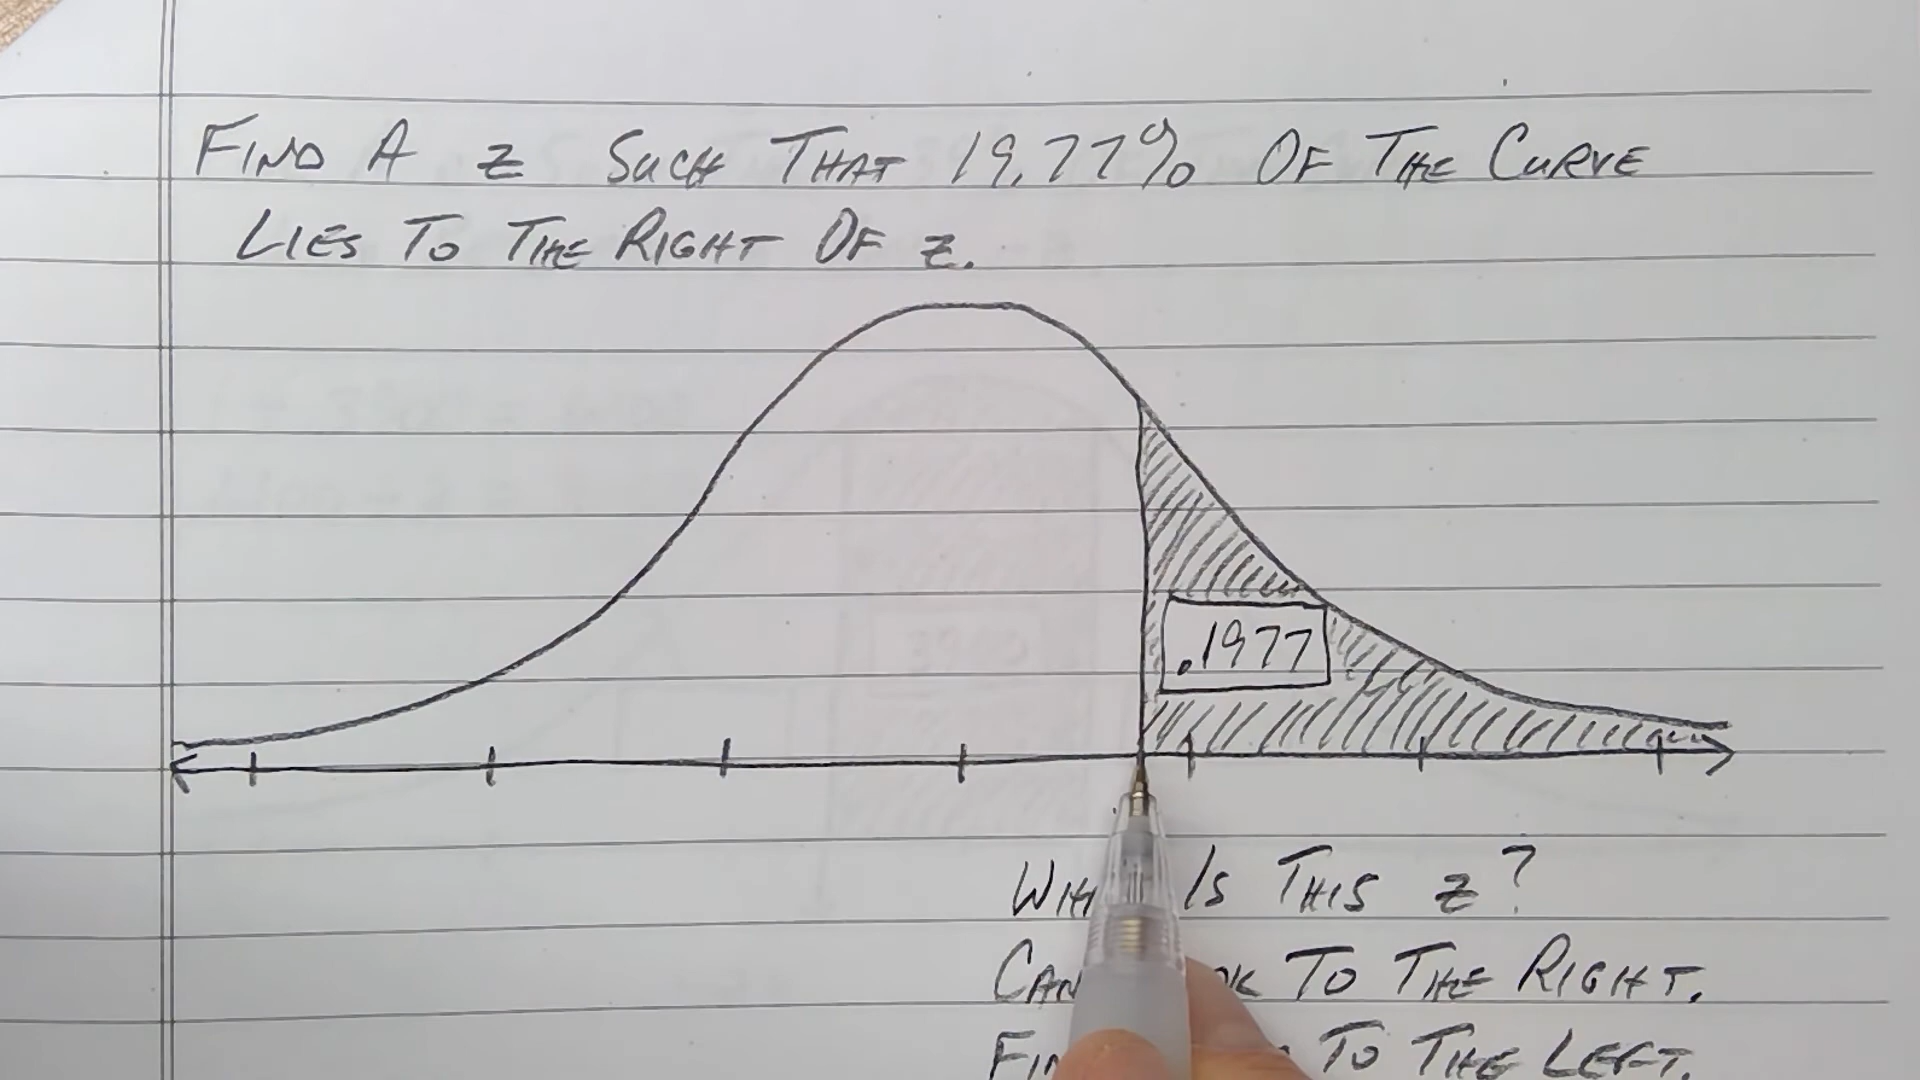 FIND A z SUCH THAT 19.77% OF THE CURVE
LIES TO THE RIGHT OF z.
.1977
IS THIS z?
TO THE RIGHT.
TO THE LEFT.